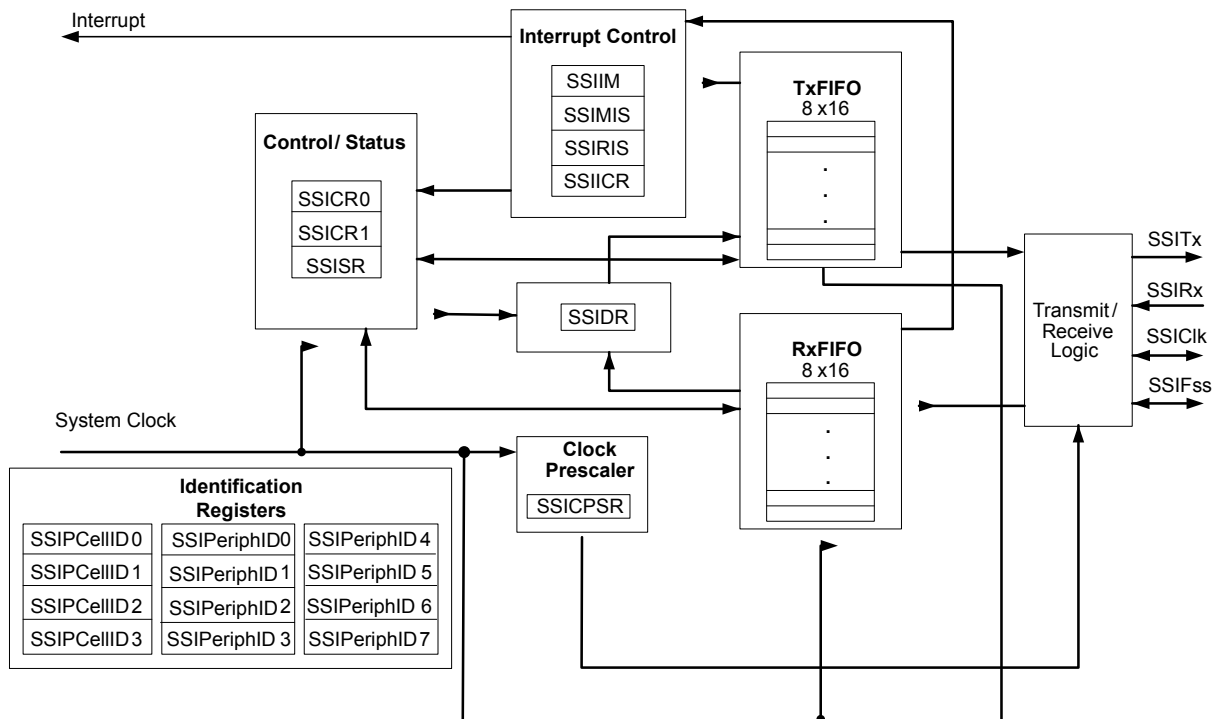 Interrupt
Interrupt Control
SSIIM
SSIMIS
SSIRIS
SSIICR
TxFIFO
8 x16
.
.
.
Control/ Status
SSICR0
SSICR1
SSISR
SSIDR
RxFIFO
8 x16
.
.
.
Transmit/
Receive
Logic
SSITx
SSIRx
SSIClk
SSIFss
System Clock
Clock
Prescaler
SSICPSR
Identification
Registers
SSIPCellID0
SSIPeriphID0
SSIPeriphID4
SSIPCellID1
SSIPeriphID1
SSIPeriphID5
SSIPCellID2
SSIPeriphID2
SSIPeriphID6
SSIPCellID3
SSIPeriphID3
SSIPeriphID7